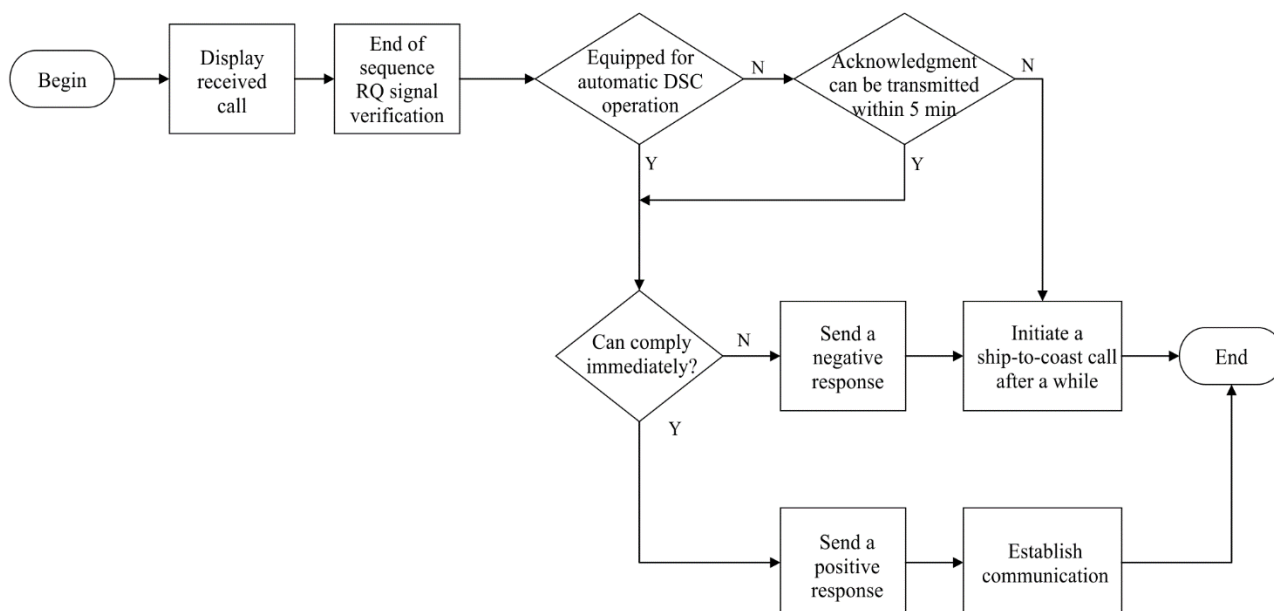 Begin
Display
received
call
End of
sequence
RQ signal
verification
Equipped for
automatic DSC
operation
N
Y
Acknowledgment
can be transmitted
within 5 min
N
Y
Can comply
immediately?
N
Y
Send a
negative
response
Initiate a
ship-to-coast call
after a while
End
Send a
positive
response
Establish
communication